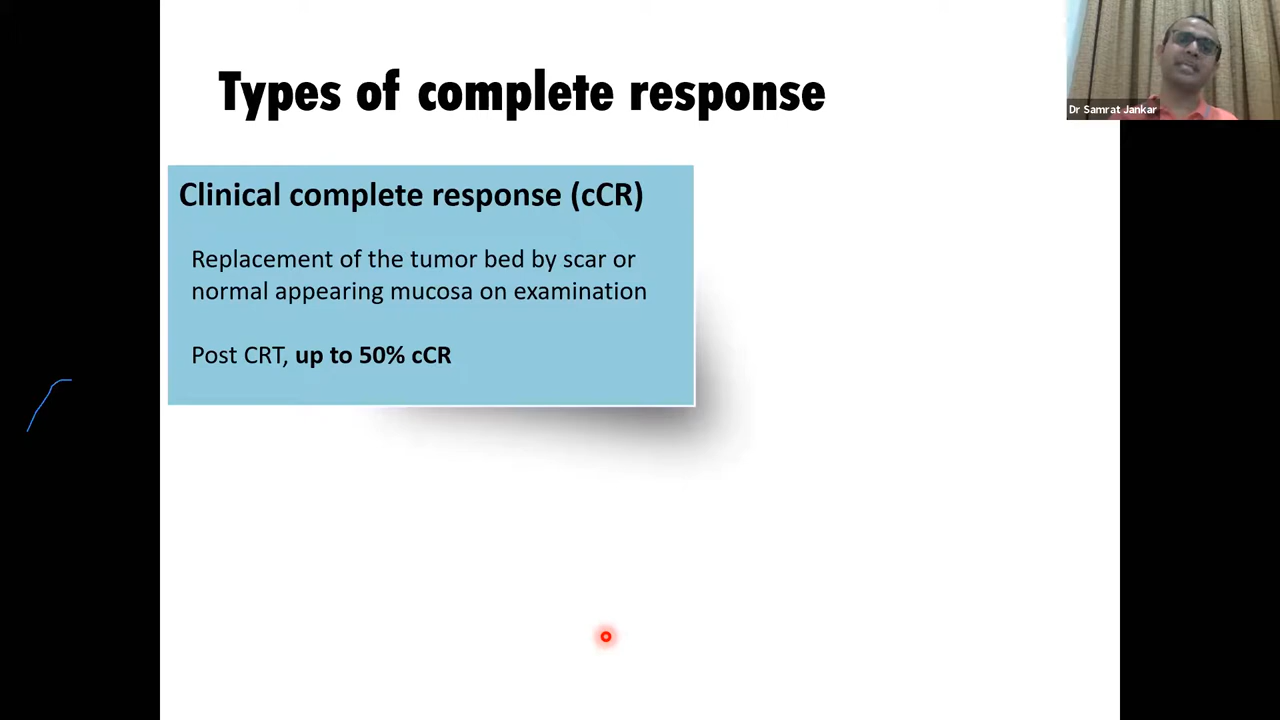 Types of complete response
Dr Samrat Jankar
Clinical complete response (cCR)
Replacement of the tumor bed by scar or
normal appearing mucosa on examination
Post CRT, up to 50% cCR